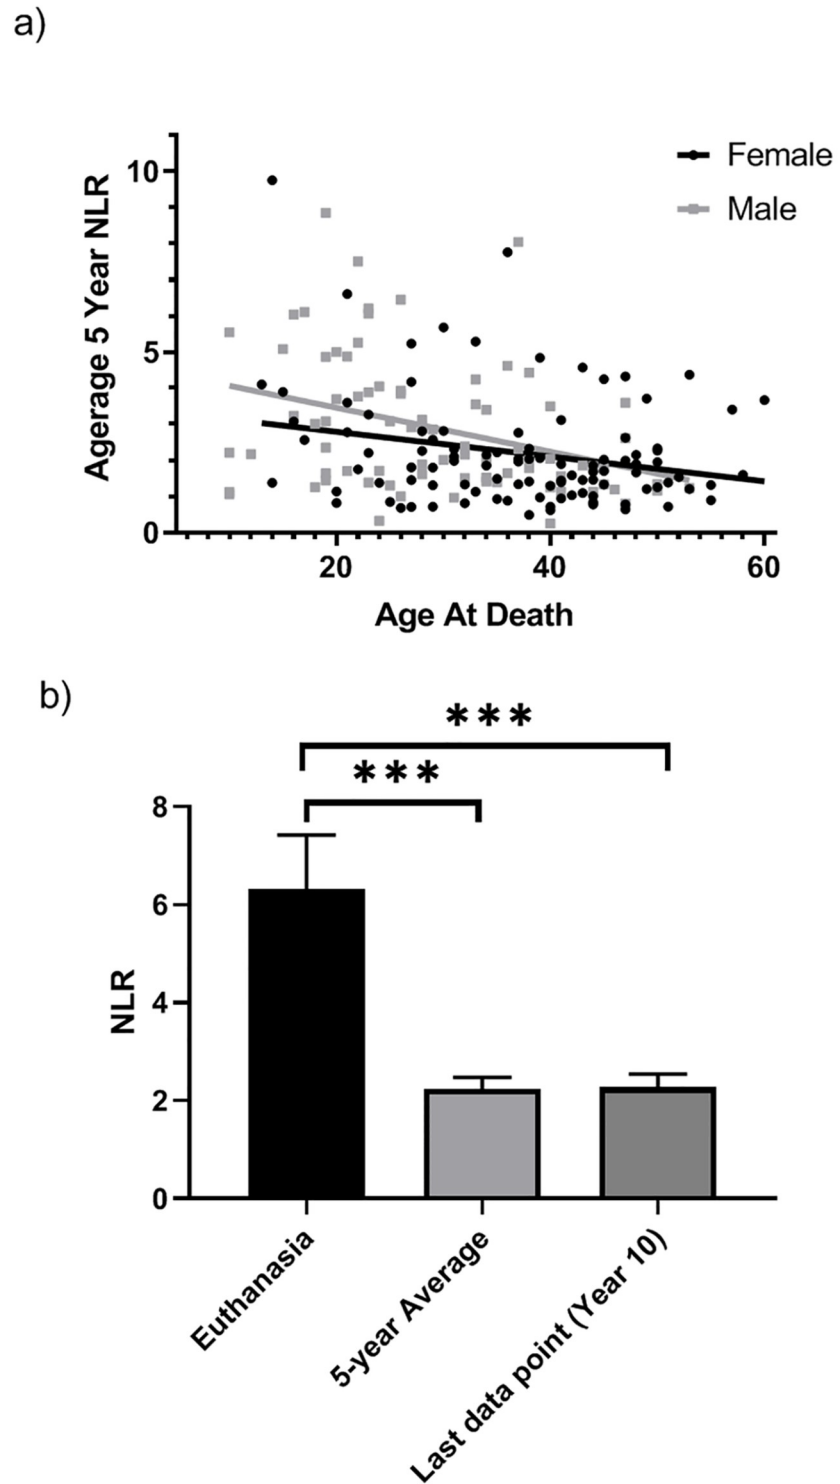 a)
Agerage 5 Year NLR
10
5
0
20
40
60
Age At Death
Female
Male
b)
***
***
NLR
8
6
4
2
0
Euthanasia
5-year Average
Last data point (Year 10)